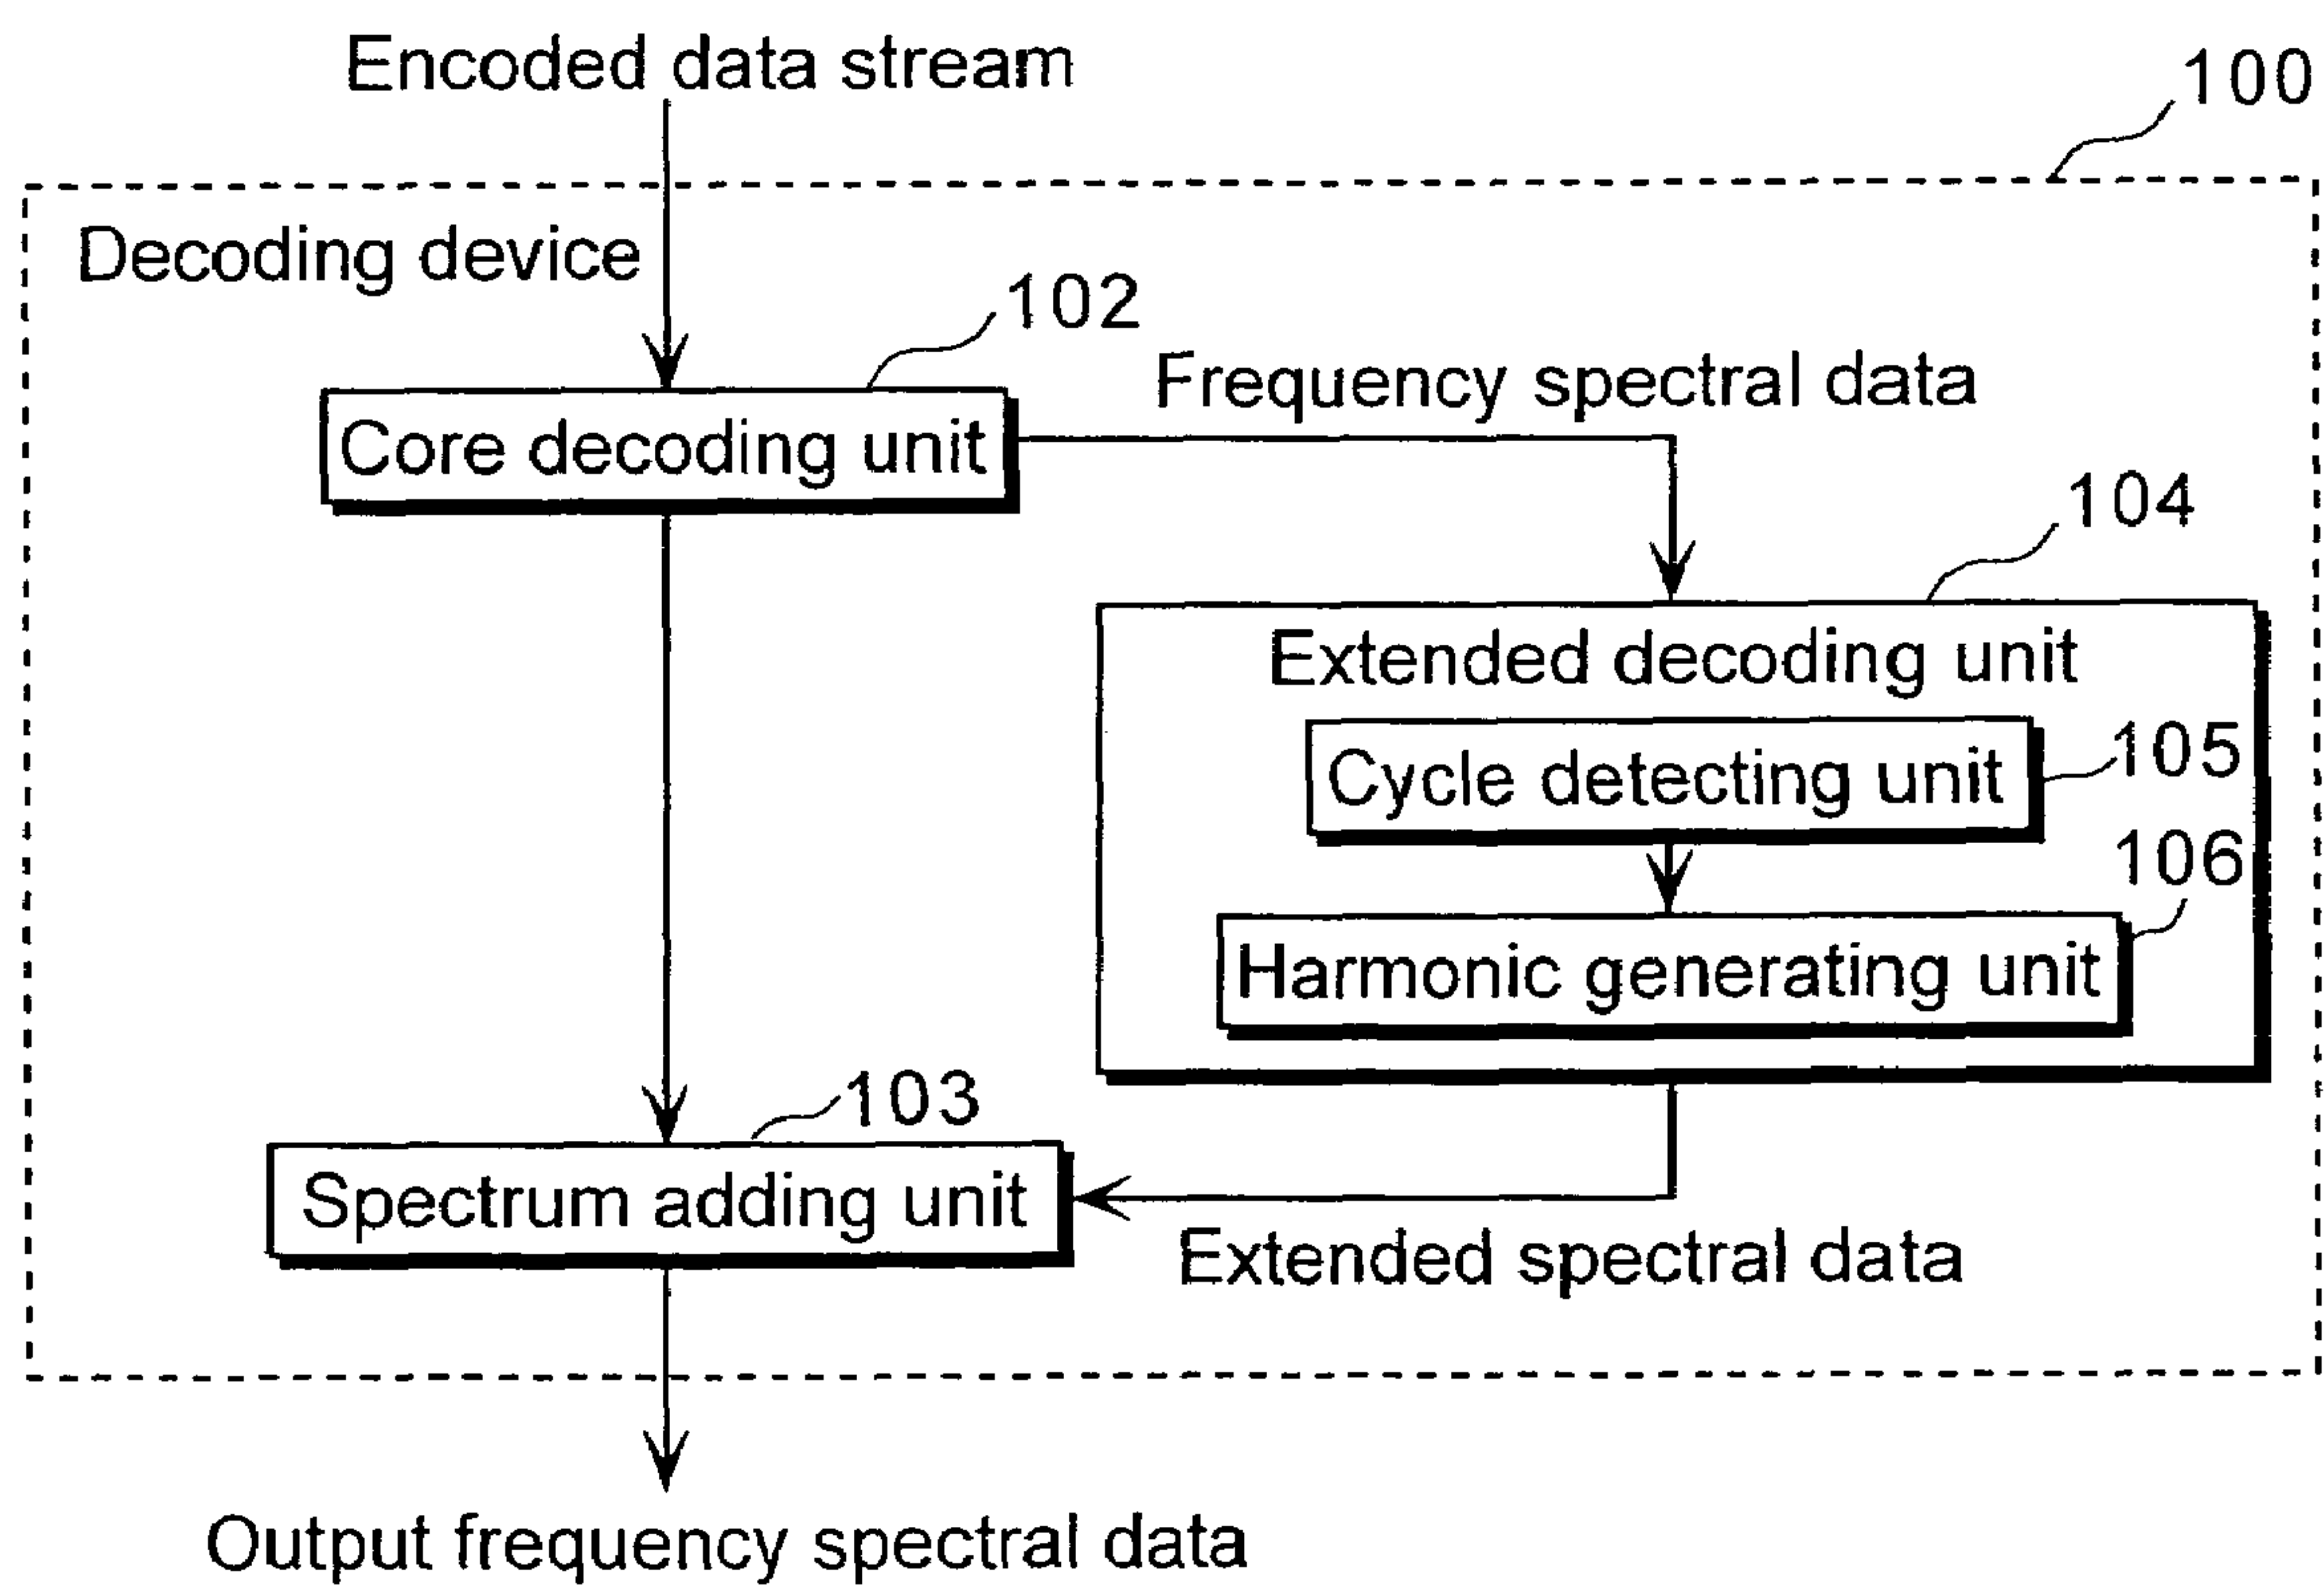 Encoded data stream
100
Decoding device
102
Frequency spectral data
Core decoding unit
104
Extended decoding unit
105
Cycle detecting unit
106
Harmonic generating unit
103
Spectrum adding unit
Extended spectral data
Output frequency spectral data